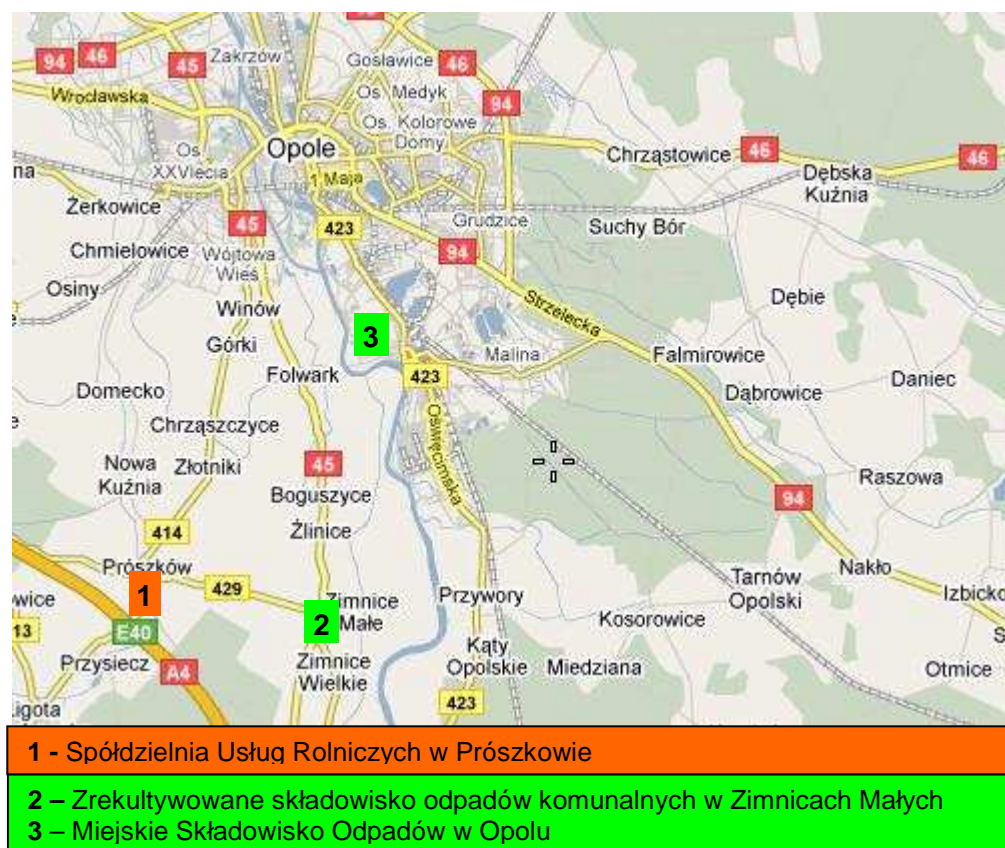 94 46 45 Zakrzów Gosławice 46
Wrocławska Os. Medyk 94
Os. Kolorowe
Domy
Os
XXVlecia Opole Chrząstowice 46 46
na 1 Maja Dębska
Kuźnia
Żerkowice 45 423 Grudzice Suchy Bór
Chmielowice Wójtowa
Wieś 94
Osiny Dębie
Winów 3 Strzelecka
Górki Malina Falmirowice
Folwark 423 Daniec
Domecko Dąbrowice
Chrząszczyce Oświęcimska
Nowa
Kuźnia Złotniki 45 Raszowa
Boguszyce 94
414 Źlinice
Prószków Nakło
owice 1 429 Zimnice
Małe Przywory Tarnów
Opolski Izbicko
13 E40 2 Kosorowice S
Przysiecz A4 Zimnice
Wielkie Kąty
Opolskie Miedziana Otmice
Ligota 423
1 - Spółdzielnia Usług Rolniczych w Prószkowie
2 – Zrekultywowane składowisko odpadów komunalnych w Zimnicach Małych
3 – Miejskie Składowisko Odpadów w Opolu